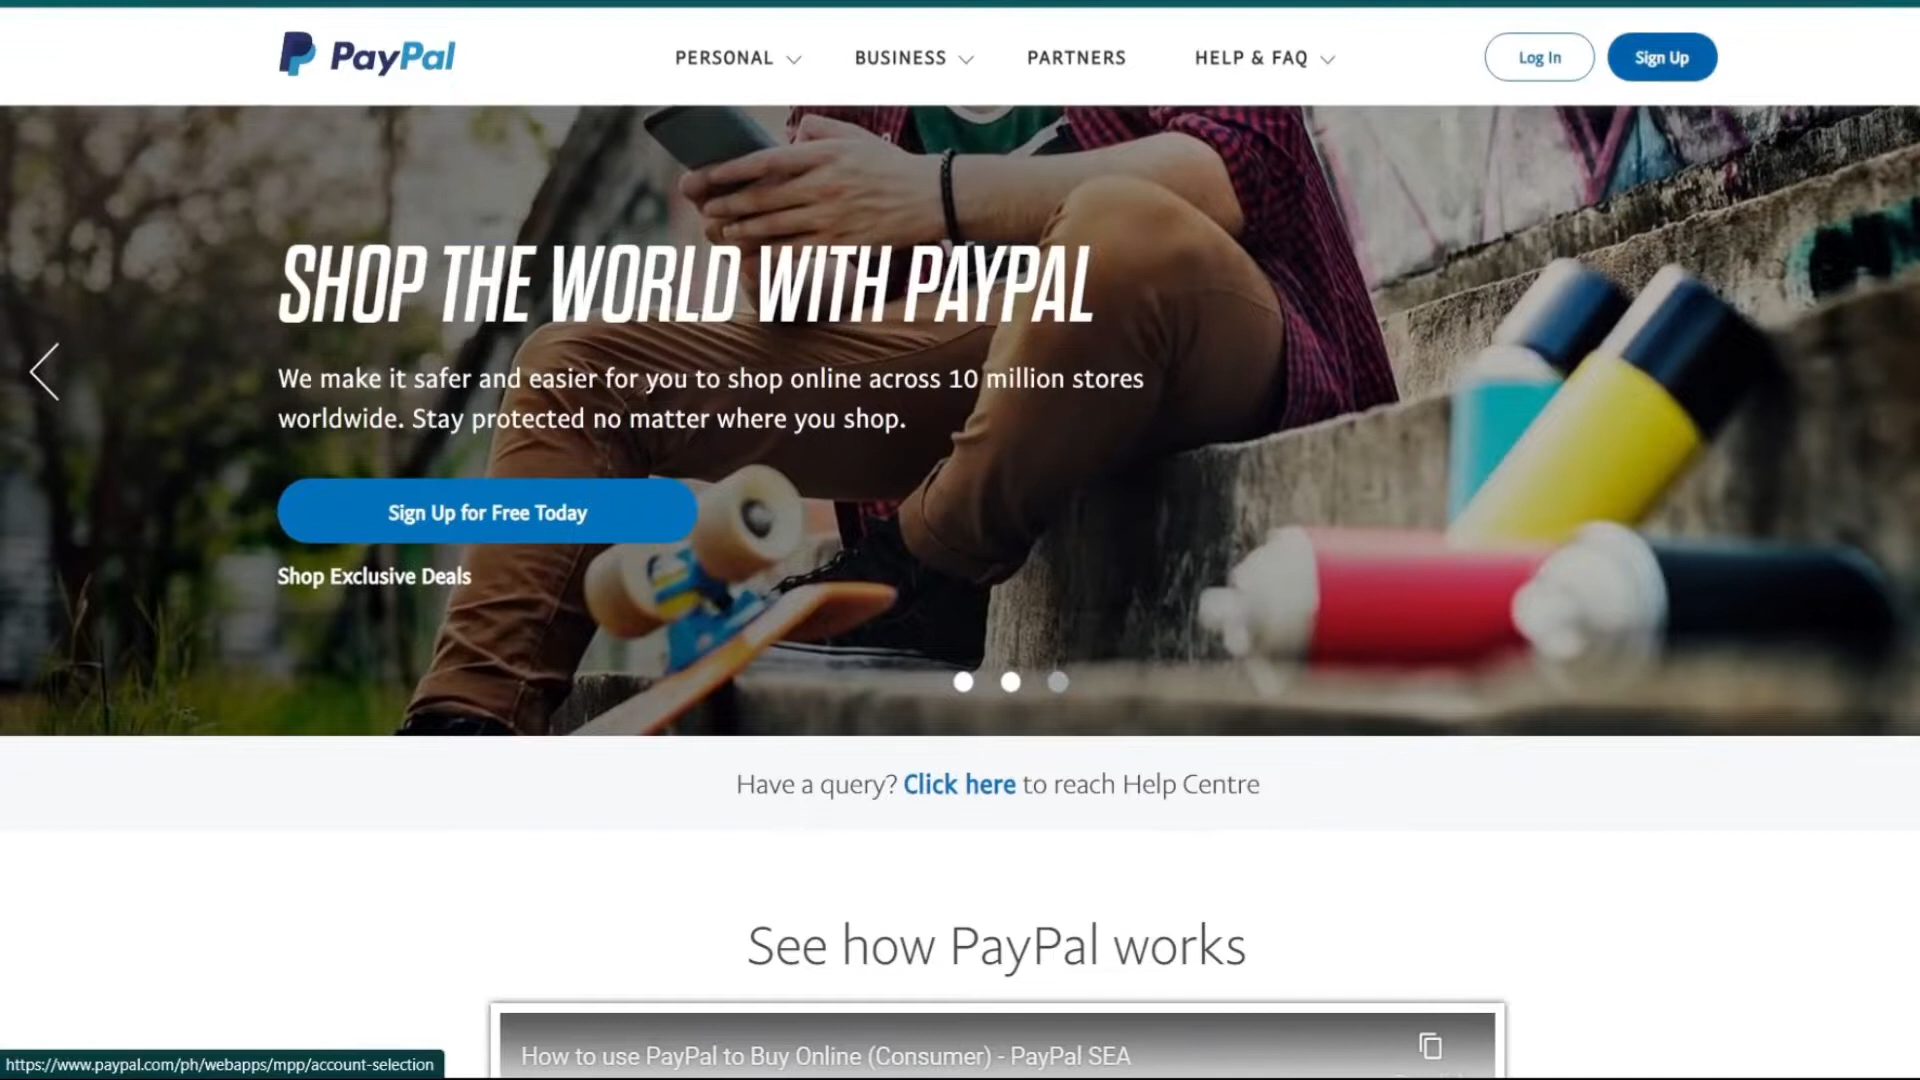 PayPal
PERSONAL
BUSINESS
PARTNERS
HELP & FAQ
Log In
Sign Up
SHOP THE WORLD WITH PAYPAL
We make it safer and easier for you to shop online across 10 million stores
worldwide. Stay protected no matter where you shop.
Sign Up for Free Today
Shop Exclusive Deals
Have a query? Click here to reach Help Centre
See how PayPal works
How to use PayPal to Buy Online (Consumer) - PayPal SEA
https://www.paypal.com/ph/webapps/mpp/account-selection